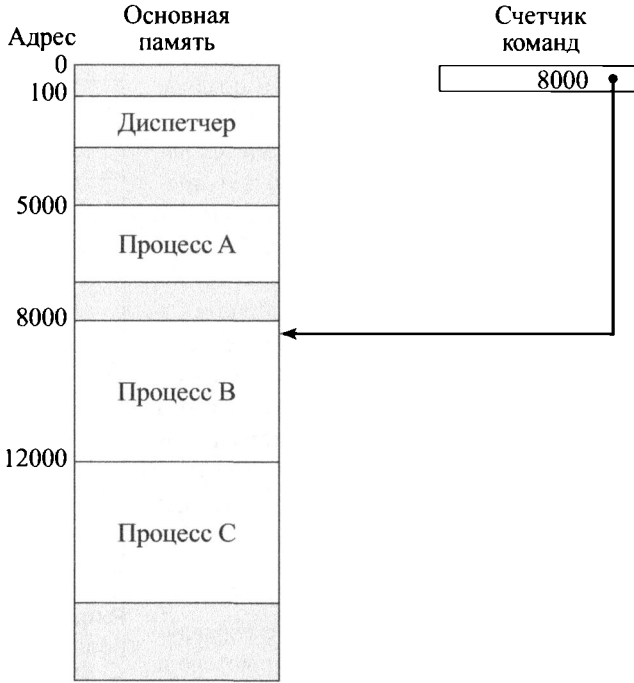 Адрес
Основная
память
Счетчик
команд
0
8000
100
Диспетчер
5000
Процесс A
8000
Процесс B
12000
Процесс C